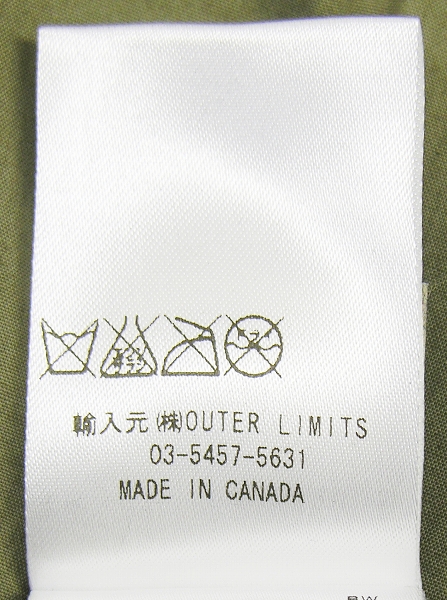 輸入元 (株)OUTER LIMITS
03-5457-5631
MADE IN CANADA